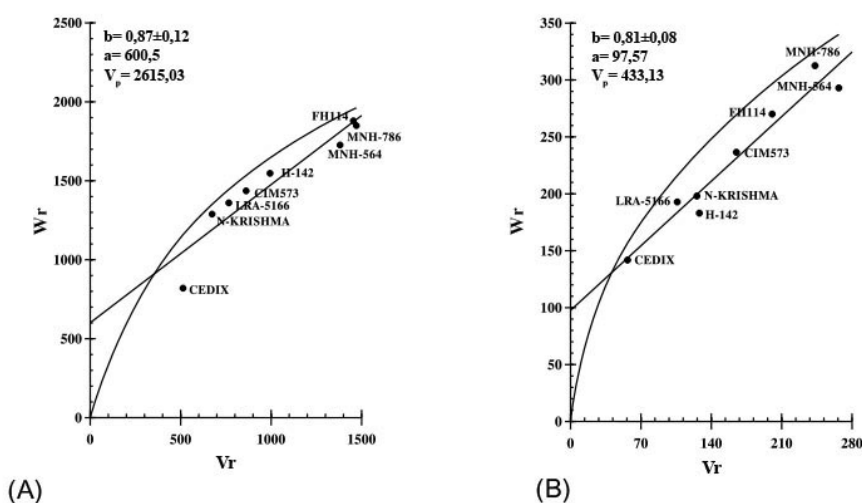 2500
b= 0,87±0,12
a= 600,5
Vp = 2615,03
2000
FH114
MNH-786
MNH-564
1500
H-142
CIM573
LRA-5166
N-KRISHMA
Wr
1000
CEDIX
500
0
0 500 1000 1500
Vr
(A)
350
b= 0,81±0,08
a= 97,57
Vp = 433,13
MNH-786
300
MNH-564
FH114
250
CIM573
200
LRA-5166
N-KRISHMA
H-142
Wr
150
CEDIX
100
50
0
0 70 140 210 280
Vr
(B)